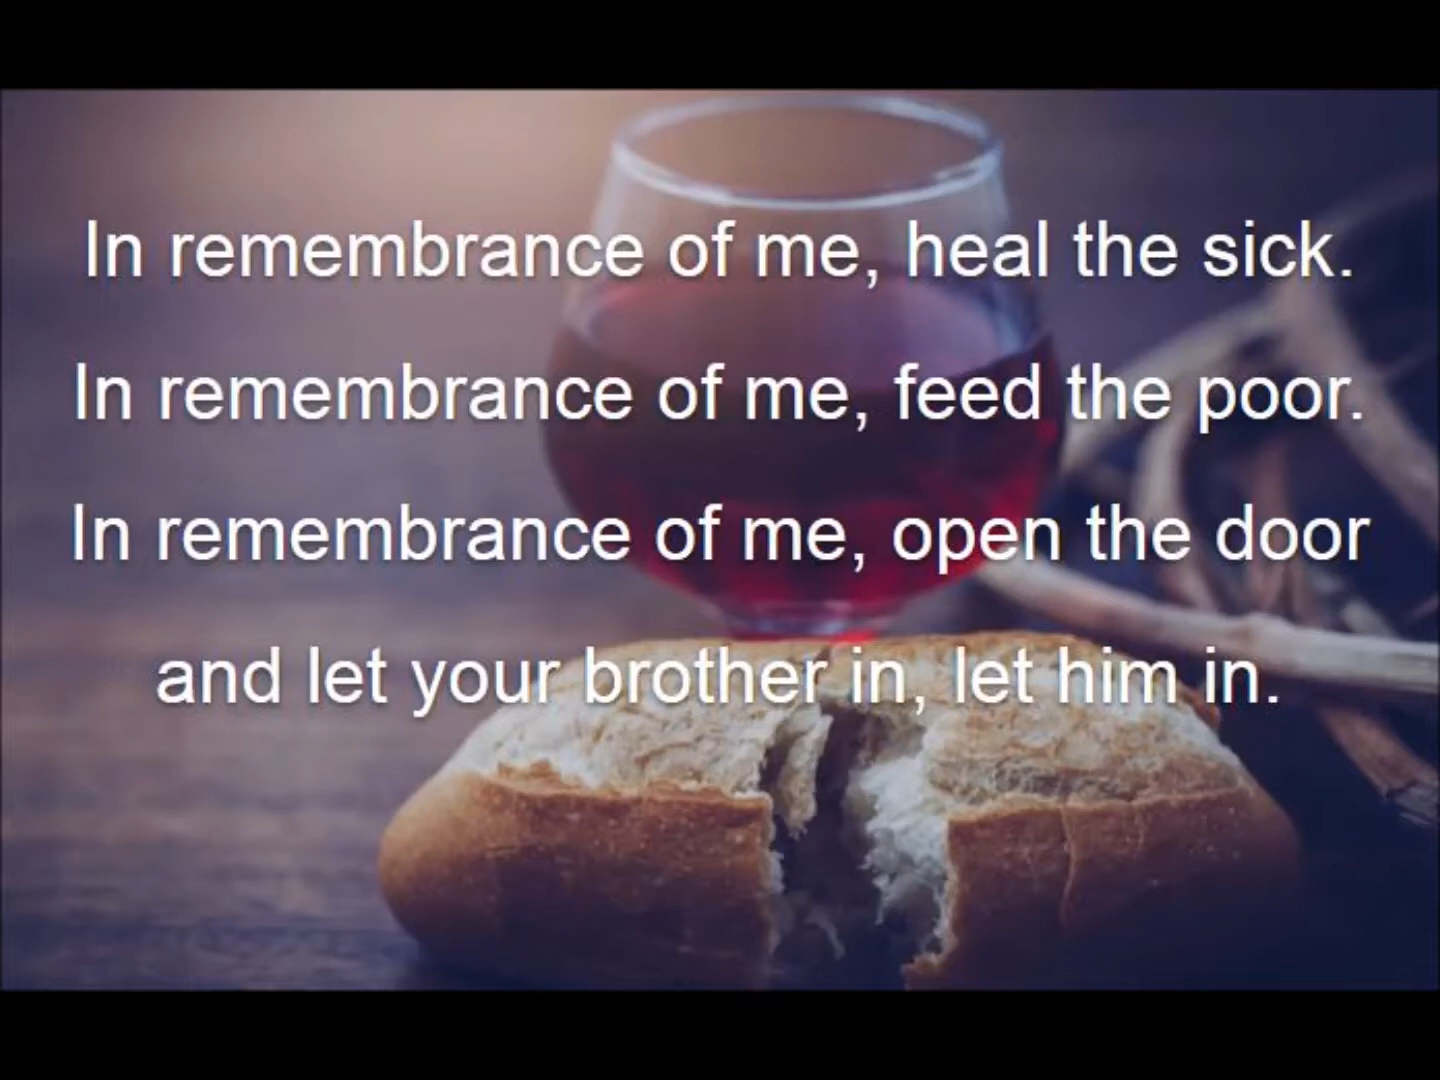 In remembrance of me, heal the sick.
In remembrance of me, feed the poor.
In remembrance of me, open the door
and let your brother in, let him in.